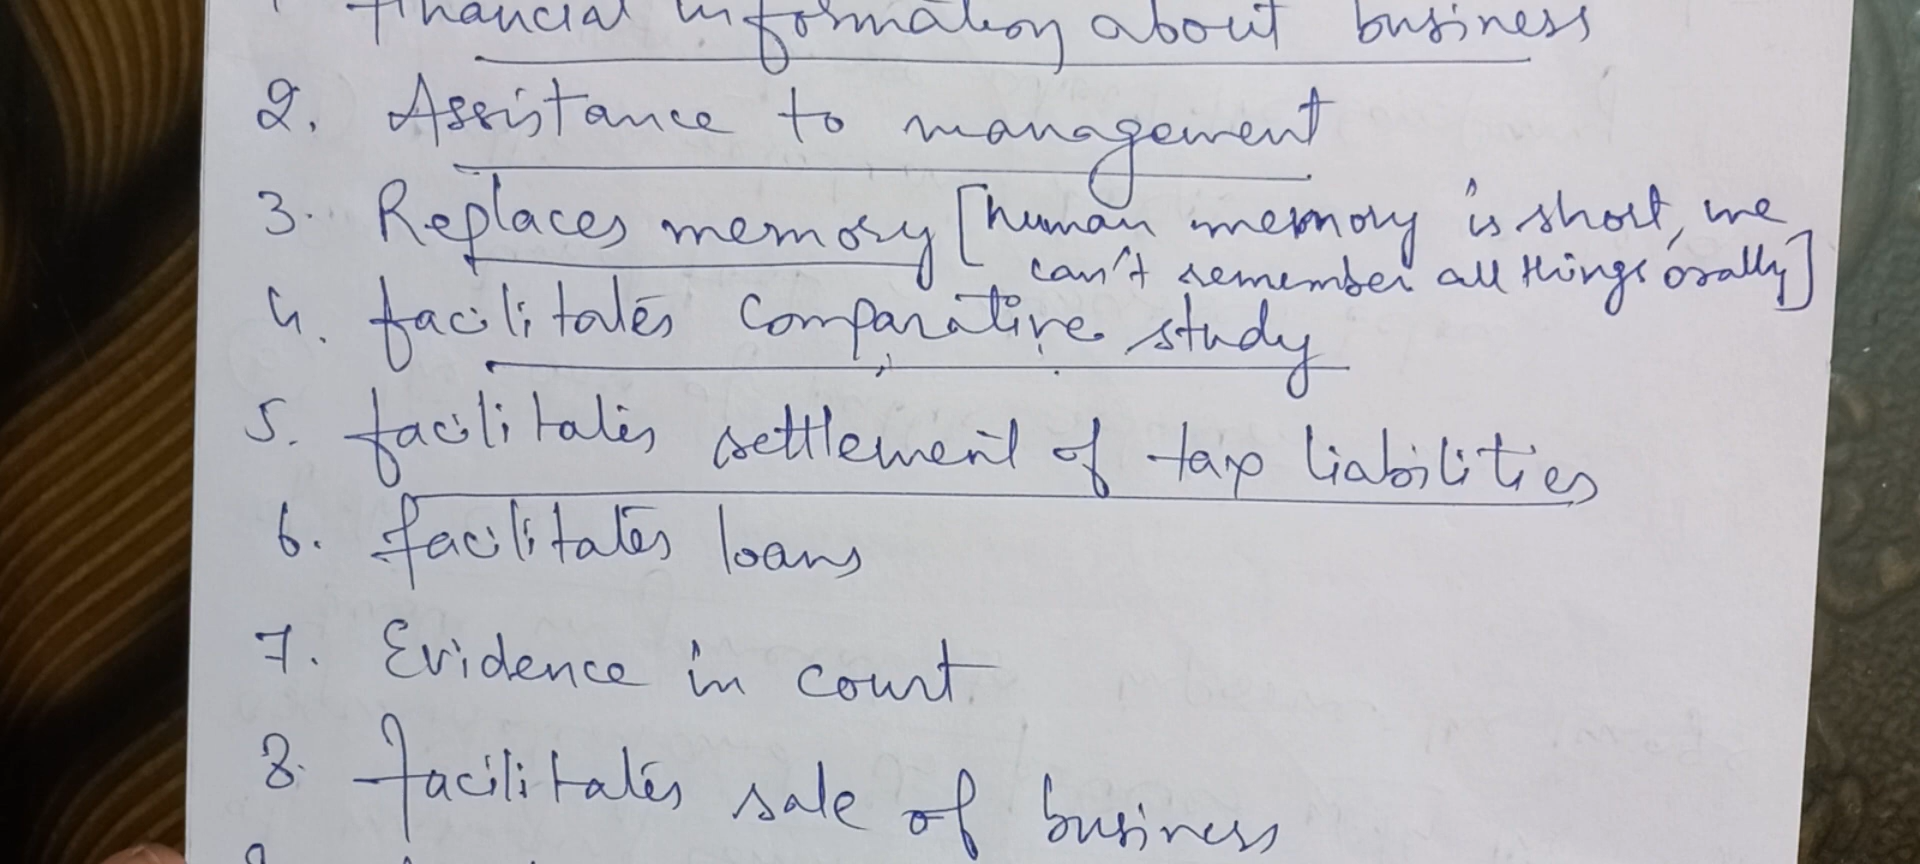 financial information about business
2. Assistance to management
3. Replaces memory [human memory is short, we
can't remember all things orally]
4. facilitates Comparative study
5. facilitates settlement of tax liabilities
6. facilitates loans
7. Evidence in court
8. facilitates sale of business